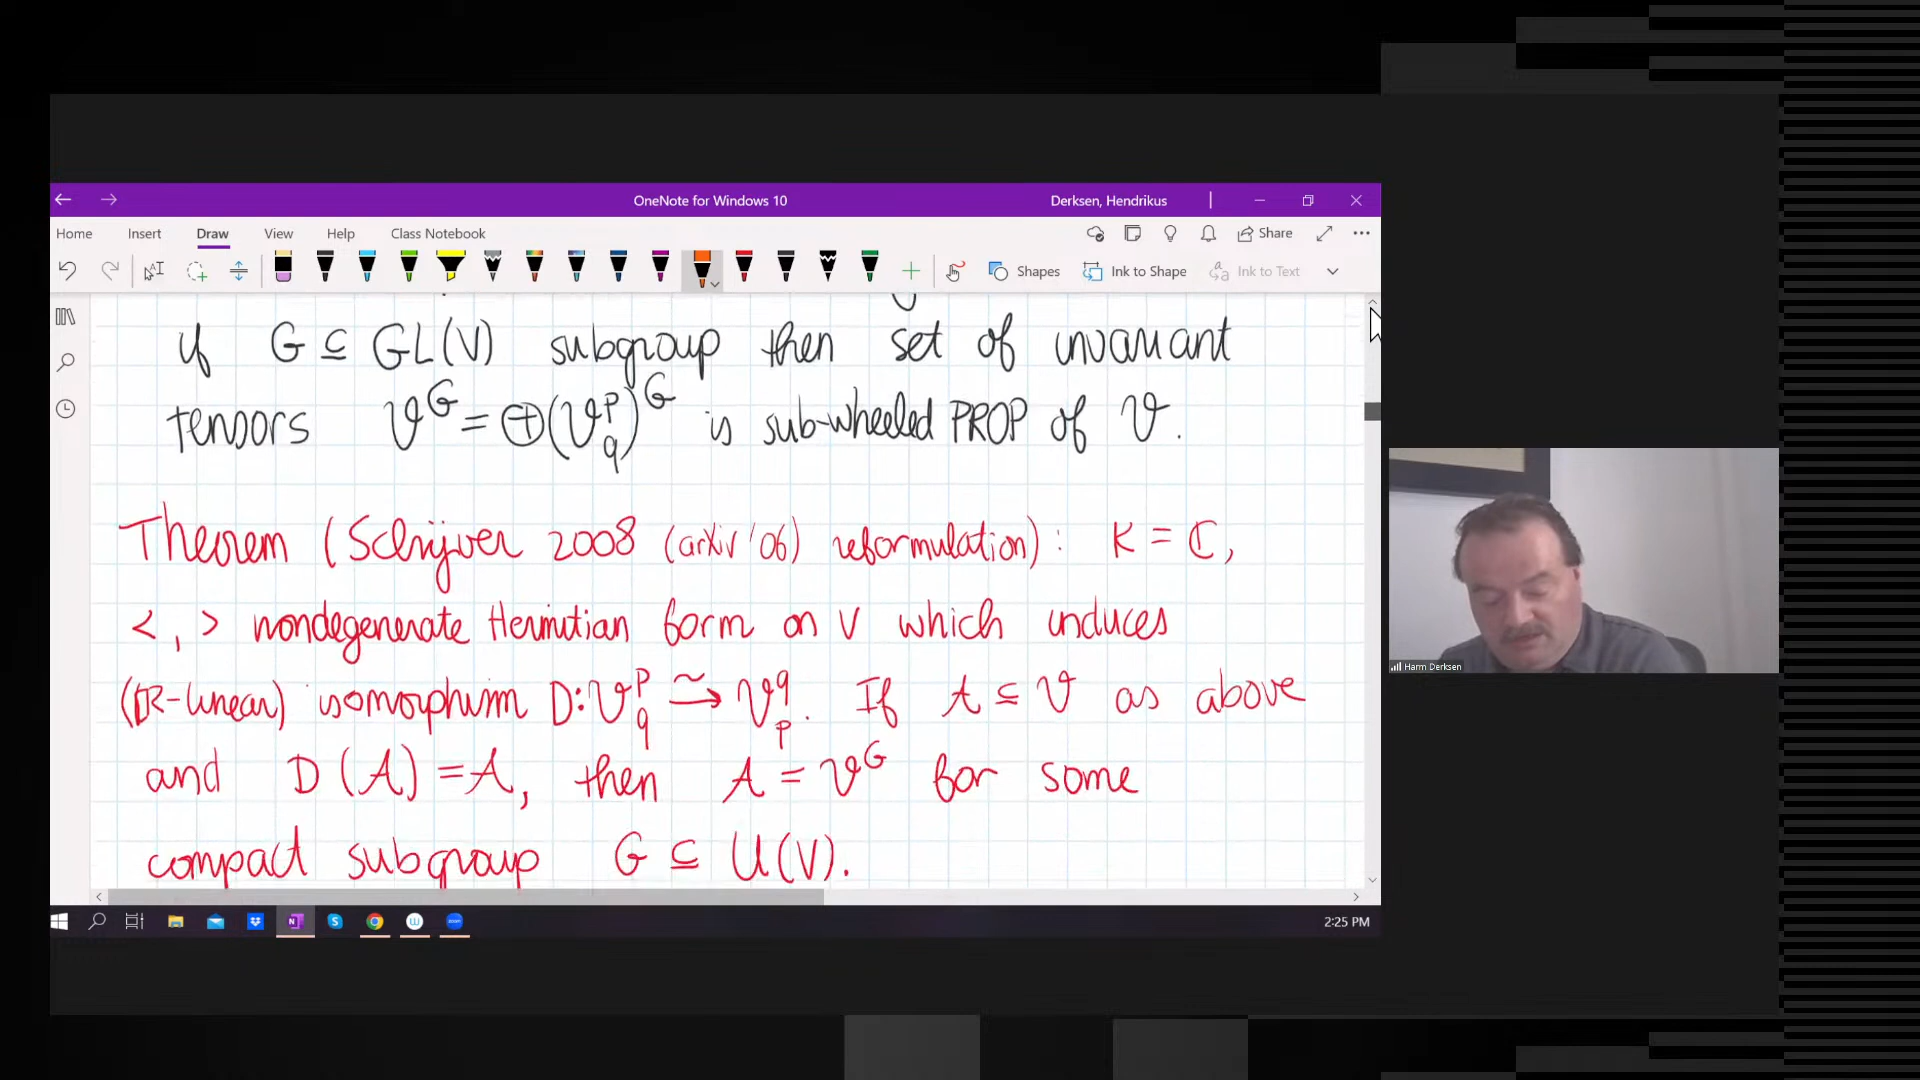 OneNote for Windows 10
Derksen, Hendrikus
Home Insert Draw View Help Class Notebook
Share
Shapes Ink to Shape Ink to Text
if G ⊆ GL(V) subgroup then set of invariant
tensors 𝒱^G = ⊕(𝒱^p_q)^G is sub-wheeled PROP of 𝒱.
Theorem (Schrijver 2008 (arXiv '06) reformulation): K = ℂ,
< , > nondegenerate Hermitian form on V which induces
(ℝ-linear) isomorphism D: 𝒱^p_q ⥲ 𝒱^q_p. If 𝒜 ⊆ 𝒱 as above
and D(𝒜) = 𝒜, then 𝒜 = 𝒱^G for some
compact subgroup G ⊆ U(V).
Harm Derksen
2:25 PM